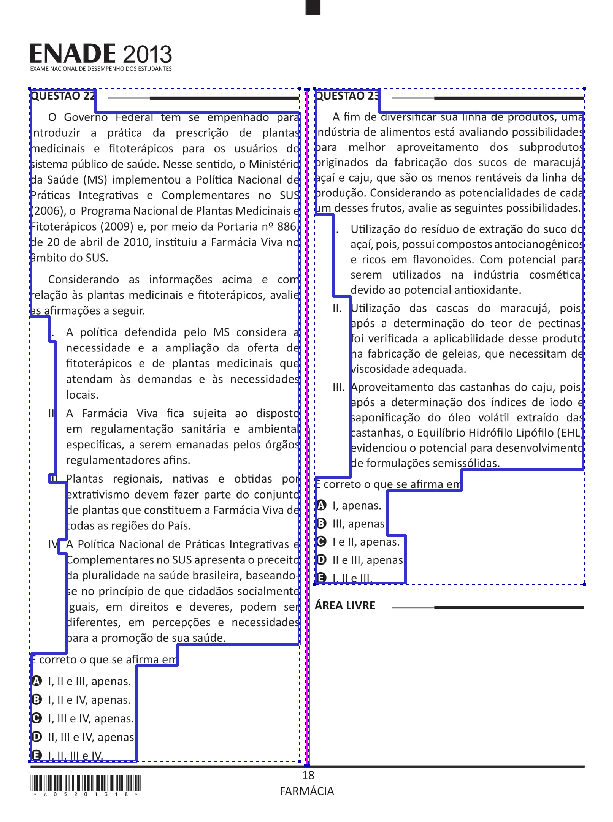 ENADE 2013
EXAME NACIONAL DE DESEMPENHO DOS ESTUDANTES
QUESTÃO 22
O Governo Federal tem se empenhado para
introduzir a prática da prescrição de plantas
medicinais e fitoterápicos para os usuários do
sistema público de saúde. Nesse sentido, o Ministério
da Saúde (MS) implementou a Política Nacional de
Práticas Integrativas e Complementares no SUS
(2006), o Programa Nacional de Plantas Medicinais e
Fitoterápicos (2009) e, por meio da Portaria nº 886,
de 20 de abril de 2010, instituiu a Farmácia Viva no
âmbito do SUS.
Considerando as informações acima e com
relação às plantas medicinais e fitoterápicos, avalie
as afirmações a seguir.
I. A política defendida pelo MS considera a
necessidade e a ampliação da oferta de
fitoterápicos e de plantas medicinais que
atendam às demandas e às necessidades
locais.
II. A Farmácia Viva fica sujeita ao disposto
em regulamentação sanitária e ambiental
específicas, a serem emanadas pelos órgãos
regulamentadores afins.
III. Plantas regionais, nativas e obtidas por
extrativismo devem fazer parte do conjunto
de plantas que constituem a Farmácia Viva de
todas as regiões do País.
IV. A Política Nacional de Práticas Integrativas e
Complementares no SUS apresenta o preceito
da pluralidade na saúde brasileira, baseando-
se no princípio de que cidadãos socialmente
iguais, em direitos e deveres, podem ser
diferentes, em percepções e necessidades
para a promoção de sua saúde.
É correto o que se afirma em
A I, II e III, apenas.
B I, II e IV, apenas.
C I, III e IV, apenas.
D II, III e IV, apenas.
E I, II, III e IV.
QUESTÃO 23
A fim de diversificar sua linha de produtos, uma
indústria de alimentos está avaliando possibilidades
para melhor aproveitamento dos subprodutos
originados da fabricação dos sucos de maracujá,
açaí e caju, que são os menos rentáveis da linha de
produção. Considerando as potencialidades de cada
um desses frutos, avalie as seguintes possibilidades.
I. Utilização do resíduo de extração do suco do
açaí, pois, possui compostos antocianogênicos
e ricos em flavonoides. Com potencial para
serem utilizados na indústria cosmética,
devido ao potencial antioxidante.
II. Utilização das cascas do maracujá, pois,
após a determinação do teor de pectinas,
foi verificada a aplicabilidade desse produto
na fabricação de geleias, que necessitam de
viscosidade adequada.
III. Aproveitamento das castanhas do caju, pois,
após a determinação dos índices de iodo e
saponificação do óleo volátil extraído das
castanhas, o Equilíbrio Hidrófilo Lipófilo (EHL)
evidenciou o potencial para desenvolvimento
de formulações semissólidas.
É correto o que se afirma em
A I, apenas.
B III, apenas.
C I e II, apenas.
D II e III, apenas.
E I, II e III.
ÁREA LIVRE
18
FARMÁCIA